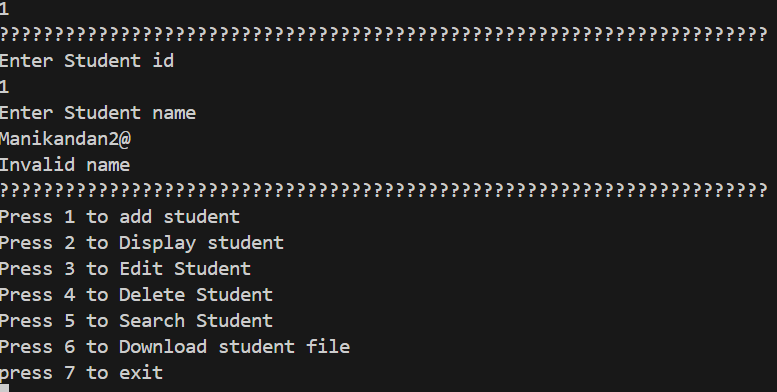 1
??????????????????????????????????????????????????????????????????????
Enter Student id
1
Enter Student name
Manikandan2@
Invalid name
??????????????????????????????????????????????????????????????????????
Press 1 to add student
Press 2 to Display student
Press 3 to Edit Student
Press 4 to Delete Student
Press 5 to Search Student
Press 6 to Download student file
press 7 to exit